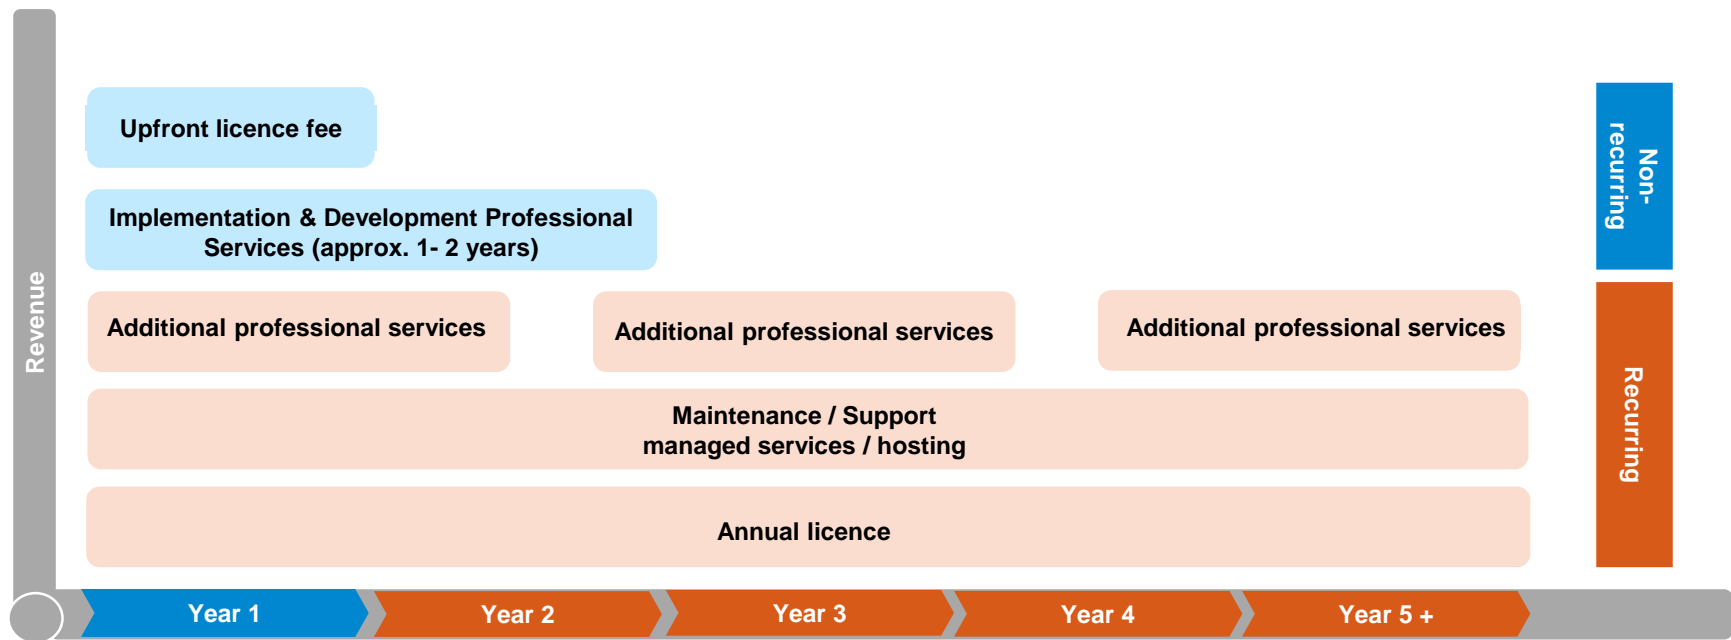 Revenue
Upfront licence fee
Non-
recurring
Implementation & Development Professional
Services (approx. 1- 2 years)
Additional professional services
Additional professional services
Additional professional services
Recurring
Maintenance / Support
managed services / hosting
Annual licence
Year 1
Year 2
Year 3
Year 4
Year 5 +